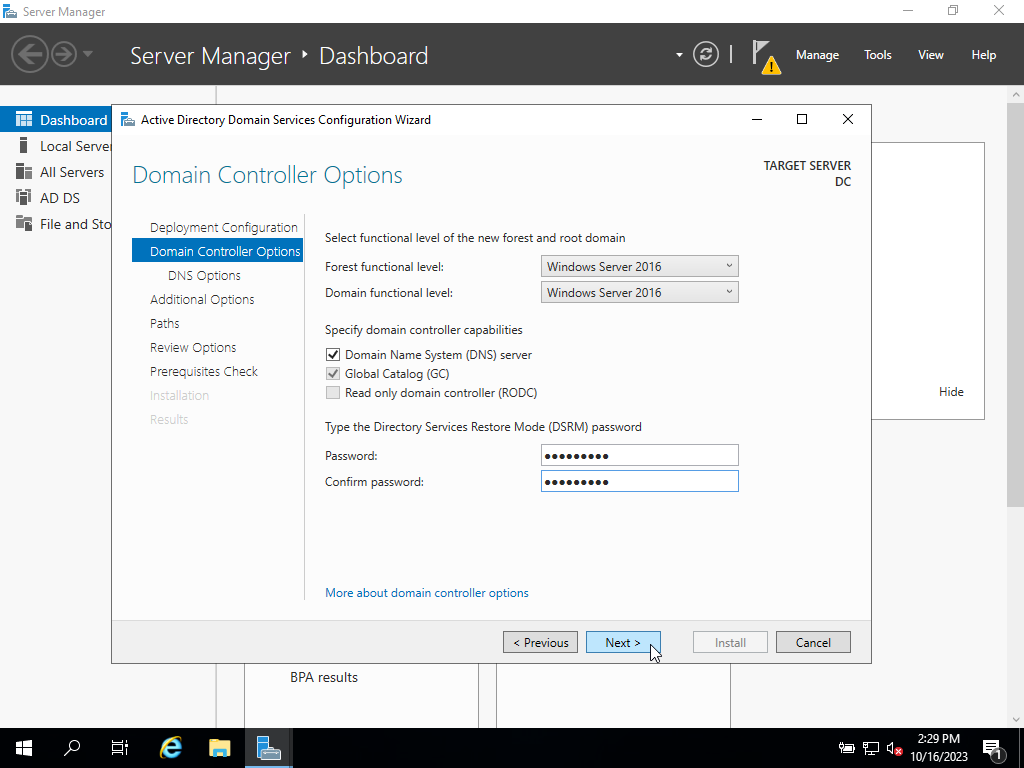 Server Manager
Server Manager ‣ Dashboard
Manage Tools View Help
Dashboard
Local Server
All Servers
AD DS
File and Sto
Active Directory Domain Services Configuration Wizard
Domain Controller Options
TARGET SERVER
DC
Deployment Configuration
Domain Controller Options
DNS Options
Additional Options
Paths
Review Options
Prerequisites Check
Installation
Results
Select functional level of the new forest and root domain
Forest functional level: Windows Server 2016
Domain functional level: Windows Server 2016
Specify domain controller capabilities
Domain Name System (DNS) server
Global Catalog (GC)
Read only domain controller (RODC)
Type the Directory Services Restore Mode (DSRM) password
Password: •••••••••
Confirm password: •••••••••
More about domain controller options
< Previous Next > Install Cancel
Hide
BPA results
2:29 PM
10/16/2023
1